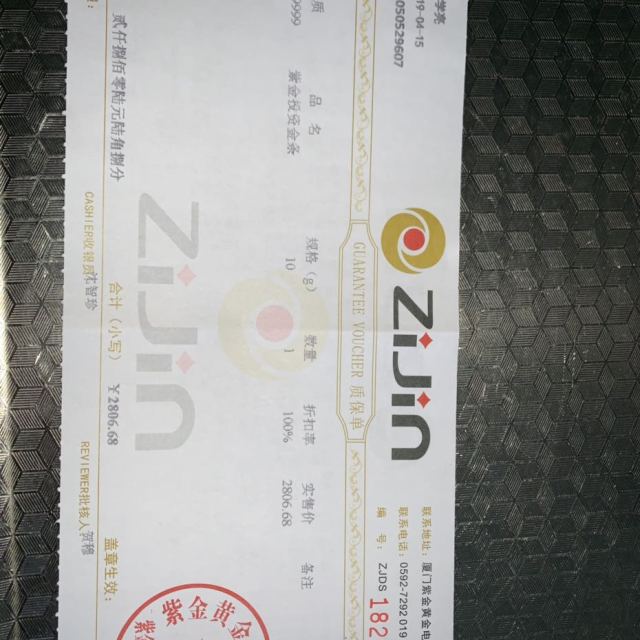 学亮
19-04-15
050529607
ZiJin
联系地址：厦门紫金黄金电
联系电话：0592-7292019
编 号：ZJDS 182
GUARANTEE VOUCHER 质保单
质 品 名 规格（g） 数量 折扣率 实售价 备注
9999 紫金投资金条 10 1 100% 2806.68
ZiJin
贰仟捌佰 零陆元陆角捌分 合计（小写） ￥2806.68 盖章生效：
CASHIER收银员 REVIEWER批核人
紫金黄金